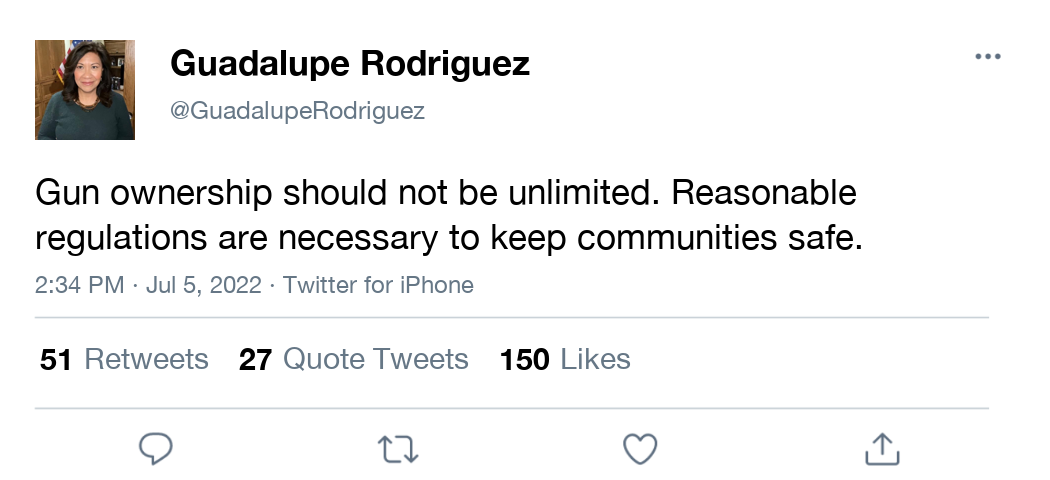 Guadalupe Rodriguez
@GuadalupeRodriguez
Gun ownership should not be unlimited. Reasonable
regulations are necessary to keep communities safe.
2:34 PM · Jul 5, 2022 · Twitter for iPhone
51 Retweets 27 Quote Tweets 150 Likes